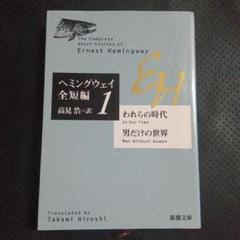 The Complete
Short Stories of
Ernest Hemingway
ヘミングウェイ
全短編
1
高見 浩=訳
われらの時代
In Our Time
男だけの世界
Men Without Women
Translated by
Takami Hiroshi
新潮文庫